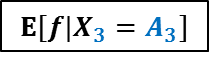 𝐄[𝒇|𝑿₃ = 𝑨₃]